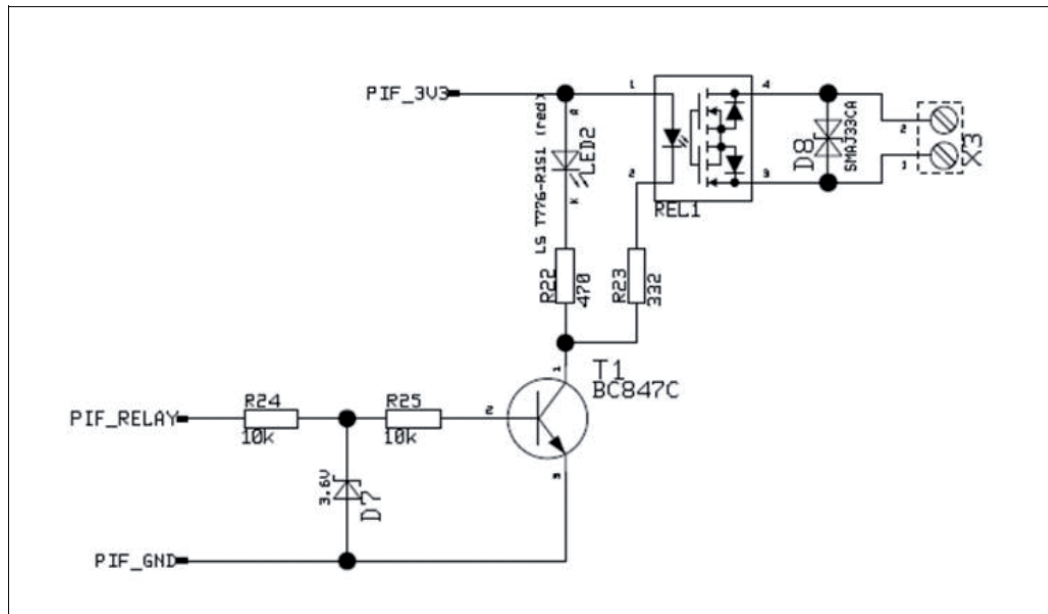 PIF_3V3
1
4
A
LED2
LS T776-R1S1 (red)
K
2
3
REL1
D8
SMAJ33CA
2
1
X3
R22
470
R23
332
1
T1
BC847C
PIF_RELAY
R24
10k
R25
10k
2
3
3.6V
D7
PIF_GND